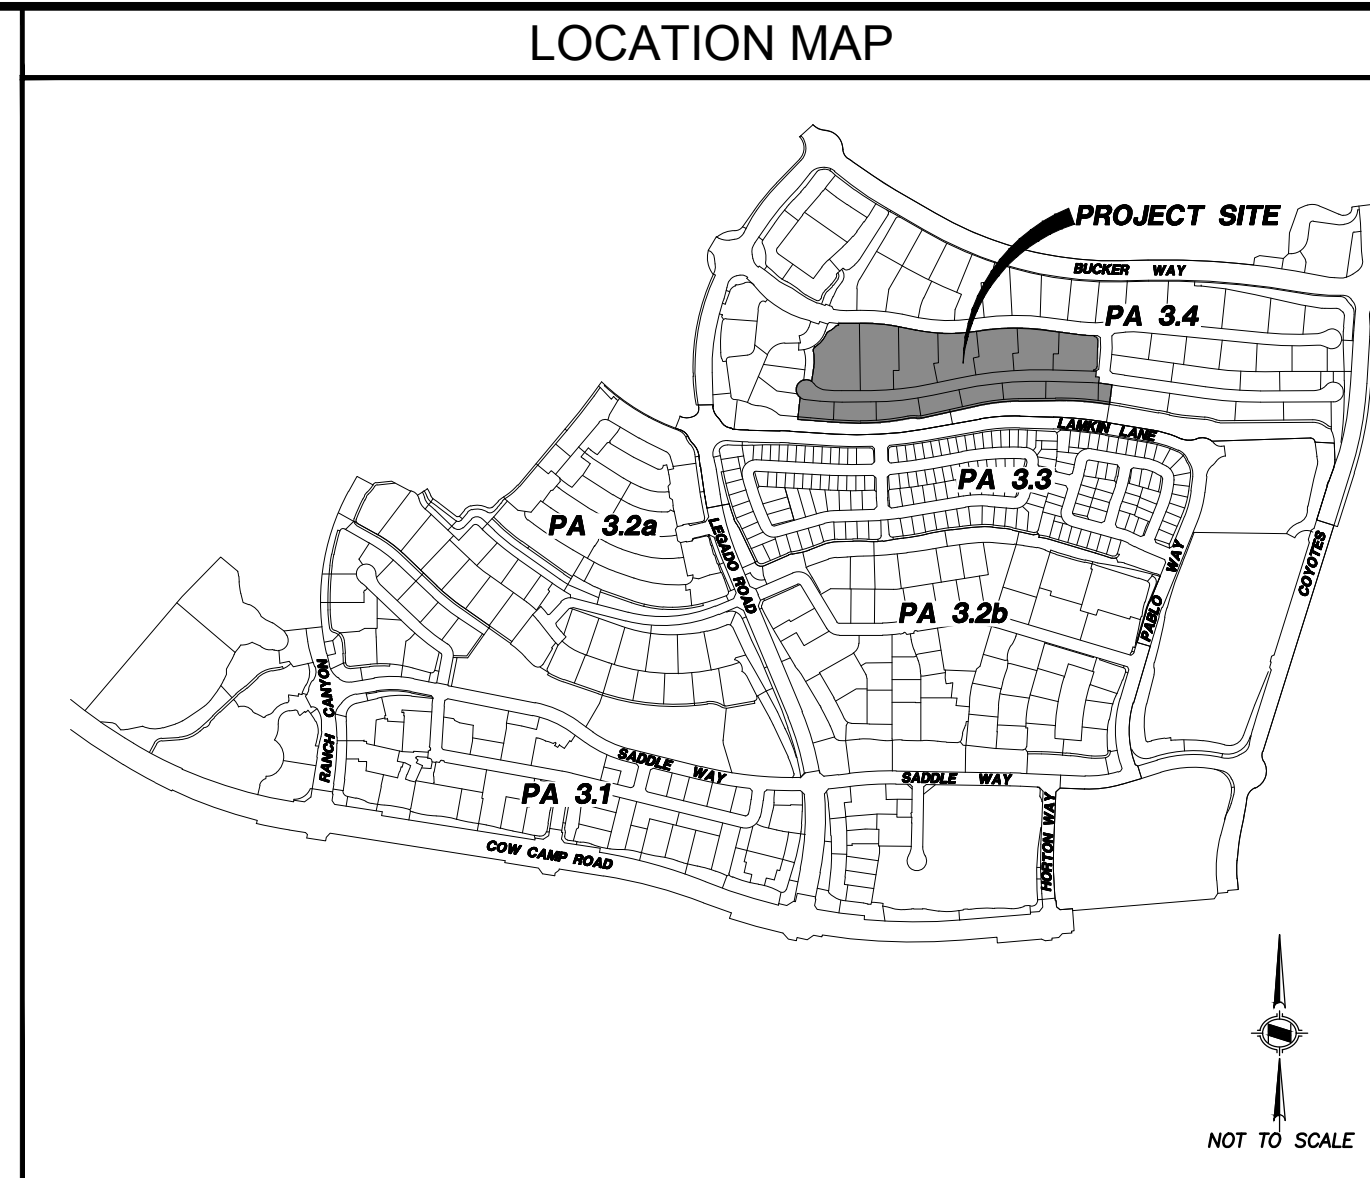 LOCATION MAP
PROJECT SITE
BUCKER WAY
PA 3.4
LAMKIN LANE
PA 3.3
PA 3.2a
LEGADO ROAD
COYOTES
PABLO WAY
PA 3.2b
RANCH CANYON
SADDLE WAY
SADDLE WAY
PA 3.1
HORTON WAY
COW CAMP ROAD
NOT TO SCALE